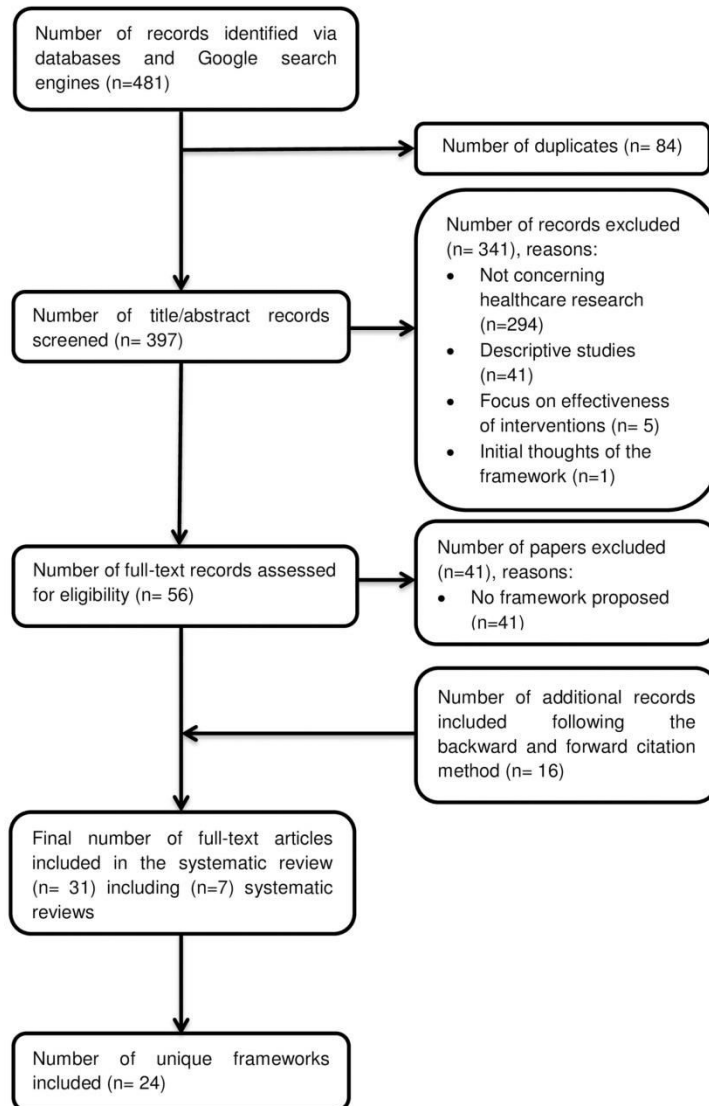 Number of records identified via
databases and Google search
engines (n=481)
Number of duplicates (n= 84)
Number of records excluded
(n= 341), reasons:
• Not concerning
healthcare research
(n=294)
• Descriptive studies
(n=41)
• Focus on effectiveness
of interventions (n= 5)
• Initial thoughts of the
framework (n=1)
Number of title/abstract records
screened (n= 397)
Number of full-text records assessed
for eligibility (n= 56)
Number of papers excluded
(n=41), reasons:
• No framework proposed
(n=41)
Number of additional records
included following the
backward and forward citation
method (n= 16)
Final number of full-text articles
included in the systematic review
(n= 31) including (n=7) systematic
reviews
Number of unique frameworks
included (n= 24)